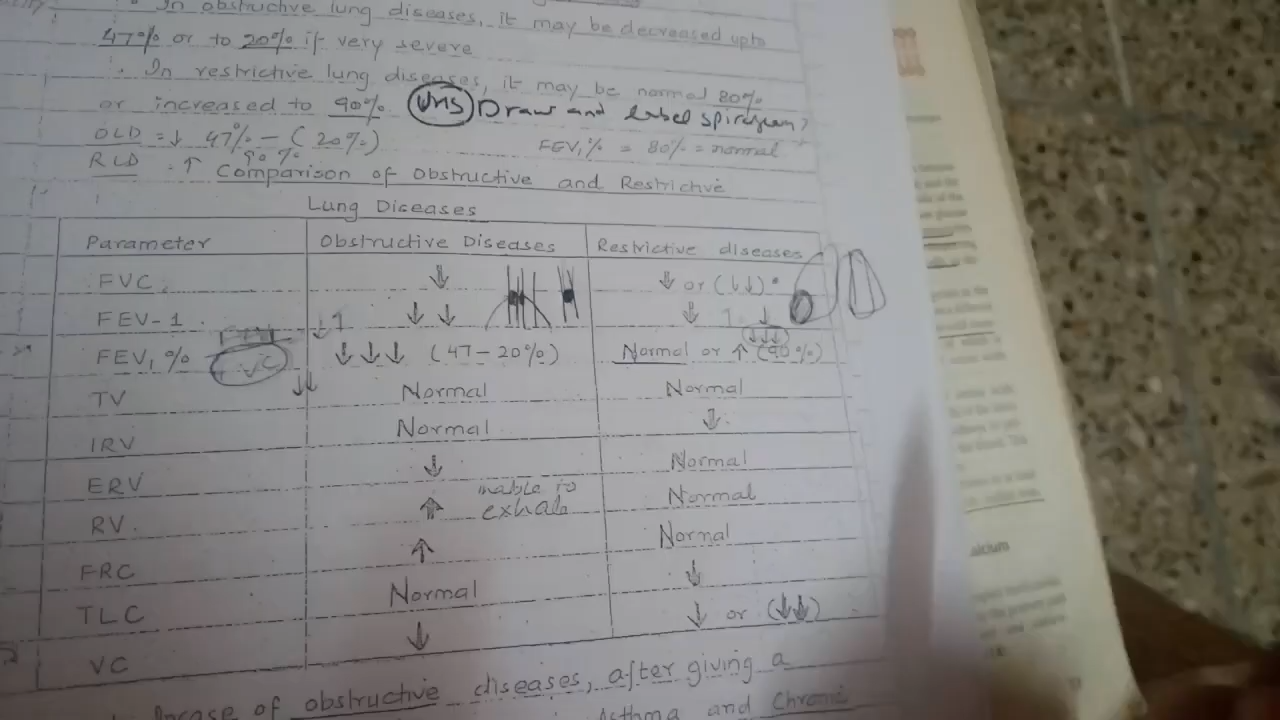 In obstructive lung diseases, it may be decreased upto
47% or to 20% if very severe
In restrictive lung diseases, it may be normal 80%
or increased to 90%. UHS Draw and label spirogram?
OLD = ↓ 47% - (20%) FEV₁% = 80% = normal
RLD = ↑ 90%
Comparison of Obstructive and Restrictive
Lung Diseases
Parameter Obstructive Diseases Restrictive diseases
FVC ↓ ↓ or (↓↓)
FEV-1 ↓↓ ↓
FEV₁% VC ↓↓↓ (47-20%) Normal or ↑ (90%)
TV Normal Normal
IRV Normal ↓
ERV ↓ Normal
RV ↑ unable to exhale Normal
FRC ↑ Normal
TLC Normal ↓
VC ↓ ↓ or (↓↓)
case of obstructive diseases, after giving a
Asthma and Chronic
alcium